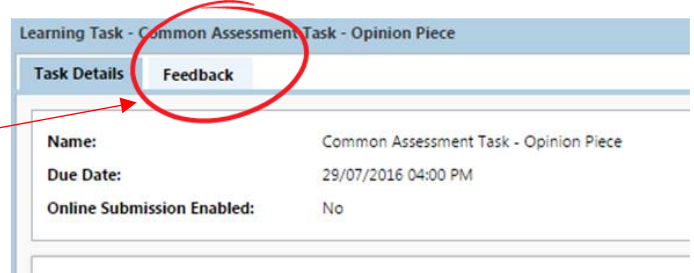 Learning Task - Common Assessment Task - Opinion Piece
Task Details Feedback
Name: Common Assessment Task - Opinion Piece
Due Date: 29/07/2016 04:00 PM
Online Submission Enabled: No